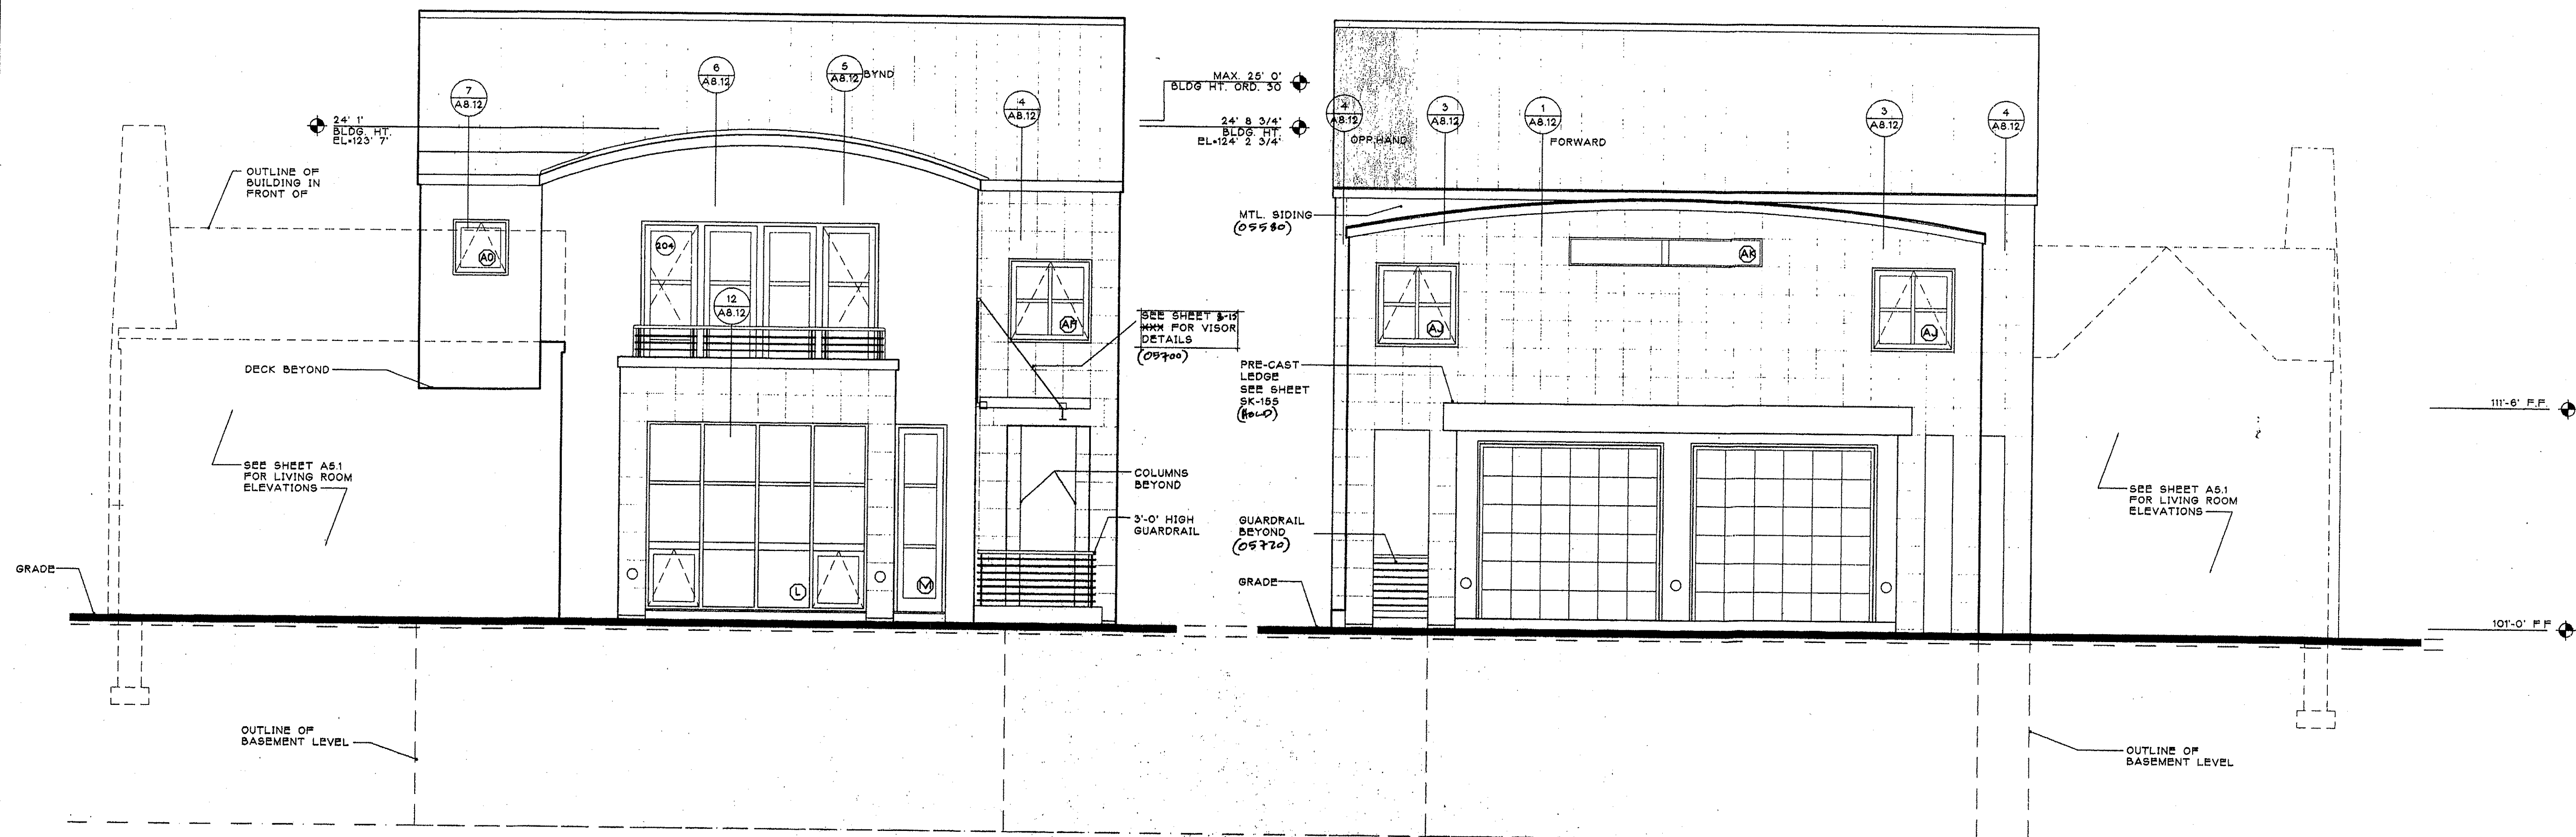 7
A8.12
6
A8.12
5
A8.12
BYND
4
A8.12
24' 1'
BLDG. HT.
EL=123' 7'
OUTLINE OF
BUILDING IN
FRONT OF
AD
204
12
A8.12
AF
SEE SHEET
XXX FOR VISOR
DETAILS
(05700)
DECK BEYOND
SEE SHEET A5.1
FOR LIVING ROOM
ELEVATIONS
COLUMNS
BEYOND
3'-0' HIGH
GUARDRAIL
L
M
GRADE
OUTLINE OF
BASEMENT LEVEL
MAX. 25' 0'
BLDG HT. ORD. 30
24' 8 3/4'
BLDG. HT.
EL=124' 2 3/4'
4
A8.12
OPP.HAND
3
A8.12
1
A8.12
FORWARD
3
A8.12
4
A8.12
MTL. SIDING
(05580)
AK
AJ
AJ
PRE-CAST
LEDGE
SEE SHEET
SK-155
(HOLD)
GUARDRAIL
BEYOND
(05720)
GRADE
111'-6' F.F.
SEE SHEET A5.1
FOR LIVING ROOM
ELEVATIONS
101'-0' F F
OUTLINE OF
BASEMENT LEVEL